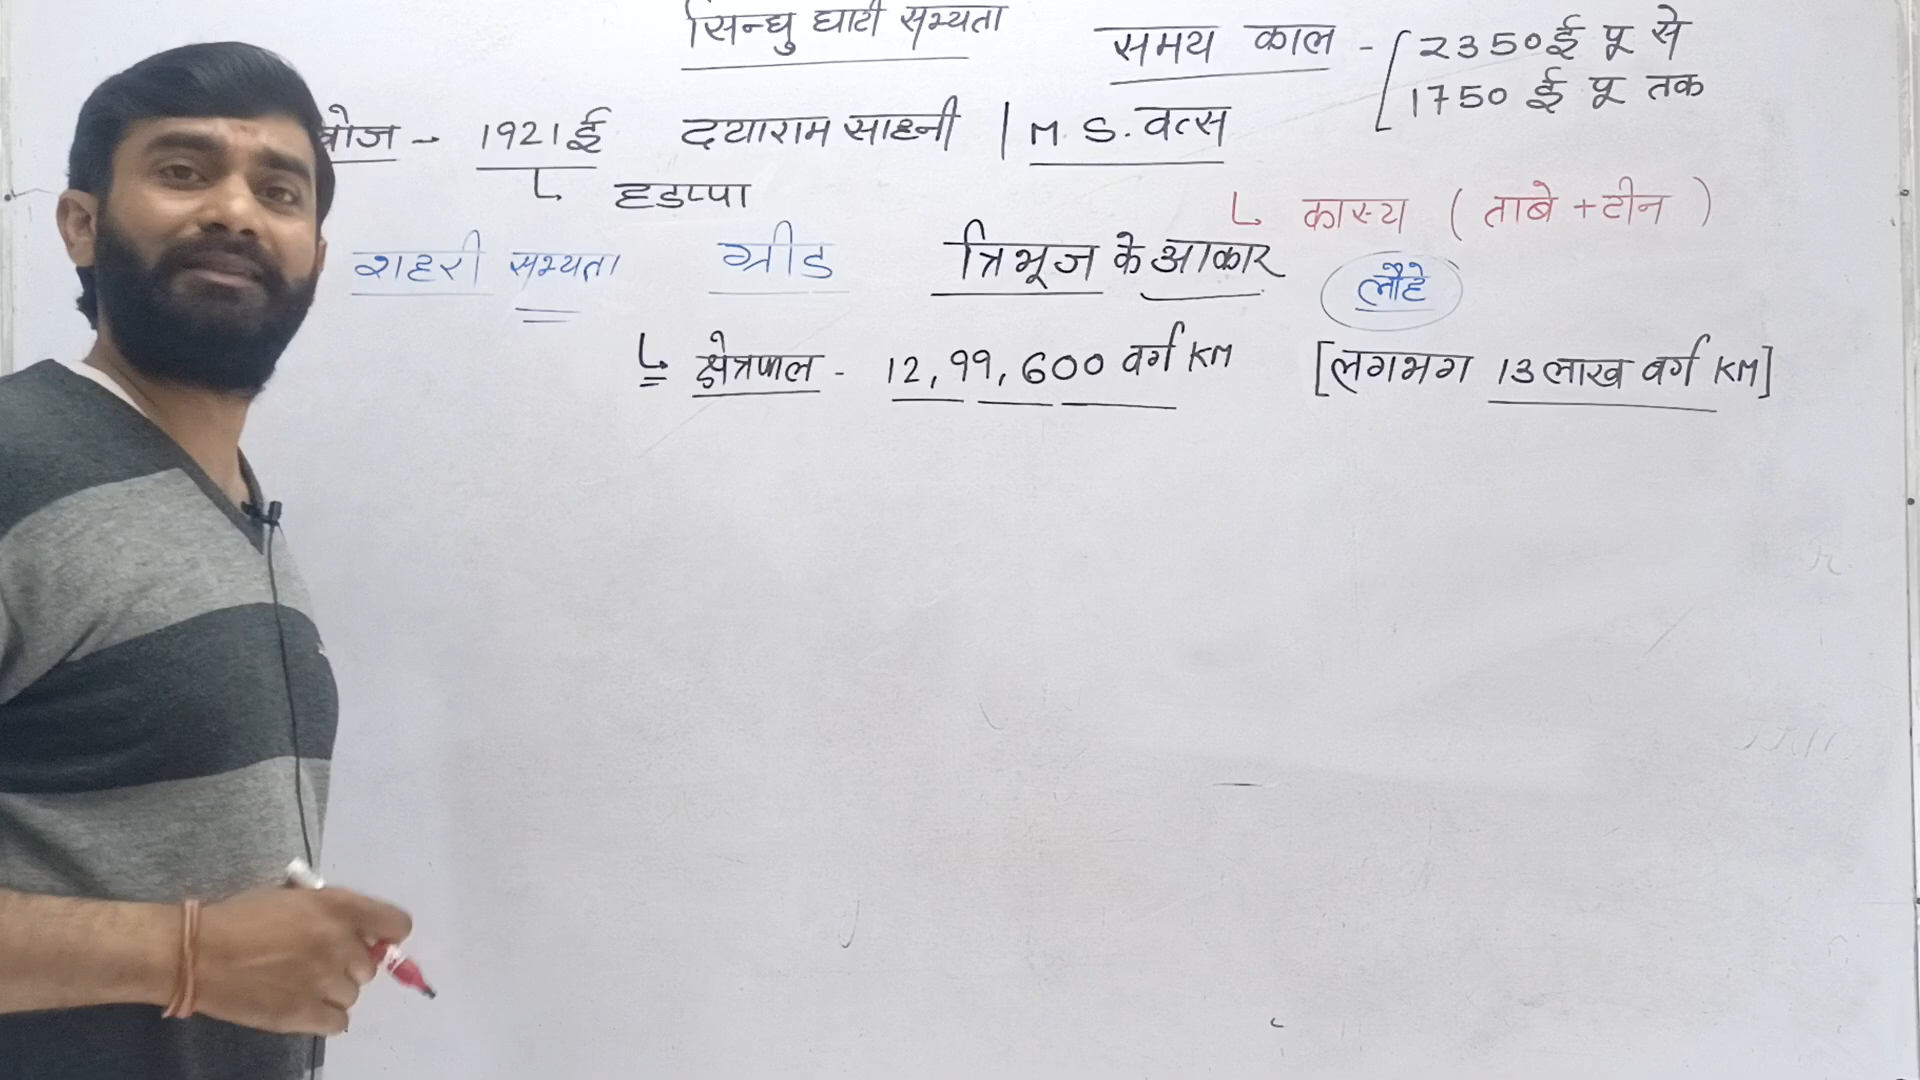 सिन्धु घाटी सभ्यता
समय काल - [ 2350 ई पू से
1750 ई पू तक
खोज - 1921 ई दयाराम साहनी | M. S. वत्स
हडप्पा
कास्य ( ताबे + टीन )
शहरी सभ्यता ग्रीड त्रिभूज के आकार लौहे
क्षेत्रफल - 12,99,600 वर्ग KM [लगभग 13 लाख वर्ग KM]